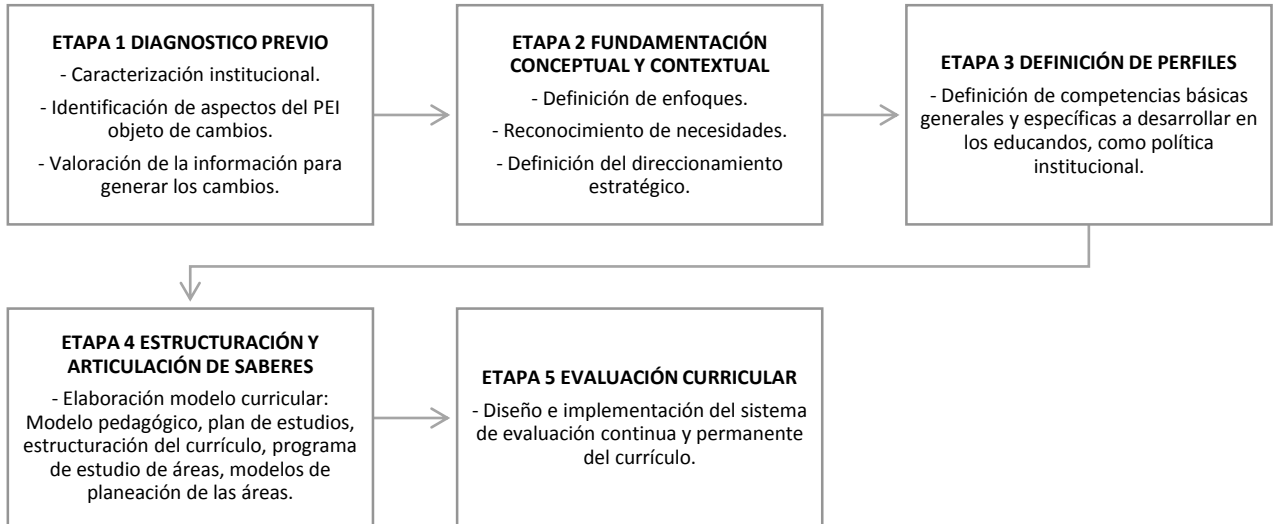 ETAPA 1 DIAGNOSTICO PREVIO
- Caracterización institucional.
- Identificación de aspectos del PEI
objeto de cambios.
- Valoración de la información para
generar los cambios.
ETAPA 2 FUNDAMENTACIÓN
CONCEPTUAL Y CONTEXTUAL
- Definición de enfoques.
- Reconocimiento de necesidades.
- Definición del direccionamiento
estratégico.
ETAPA 3 DEFINICIÓN DE PERFILES
- Definición de competencias básicas
generales y específicas a desarrollar en
los educandos, como política
institucional.
ETAPA 4 ESTRUCTURACIÓN Y
ARTICULACIÓN DE SABERES
- Elaboración modelo curricular:
Modelo pedagógico, plan de estudios,
estructuración del currículo, programa
de estudio de áreas, modelos de
planeación de las áreas.
ETAPA 5 EVALUACIÓN CURRICULAR
- Diseño e implementación del sistema
de evaluación continua y permanente
del currículo.